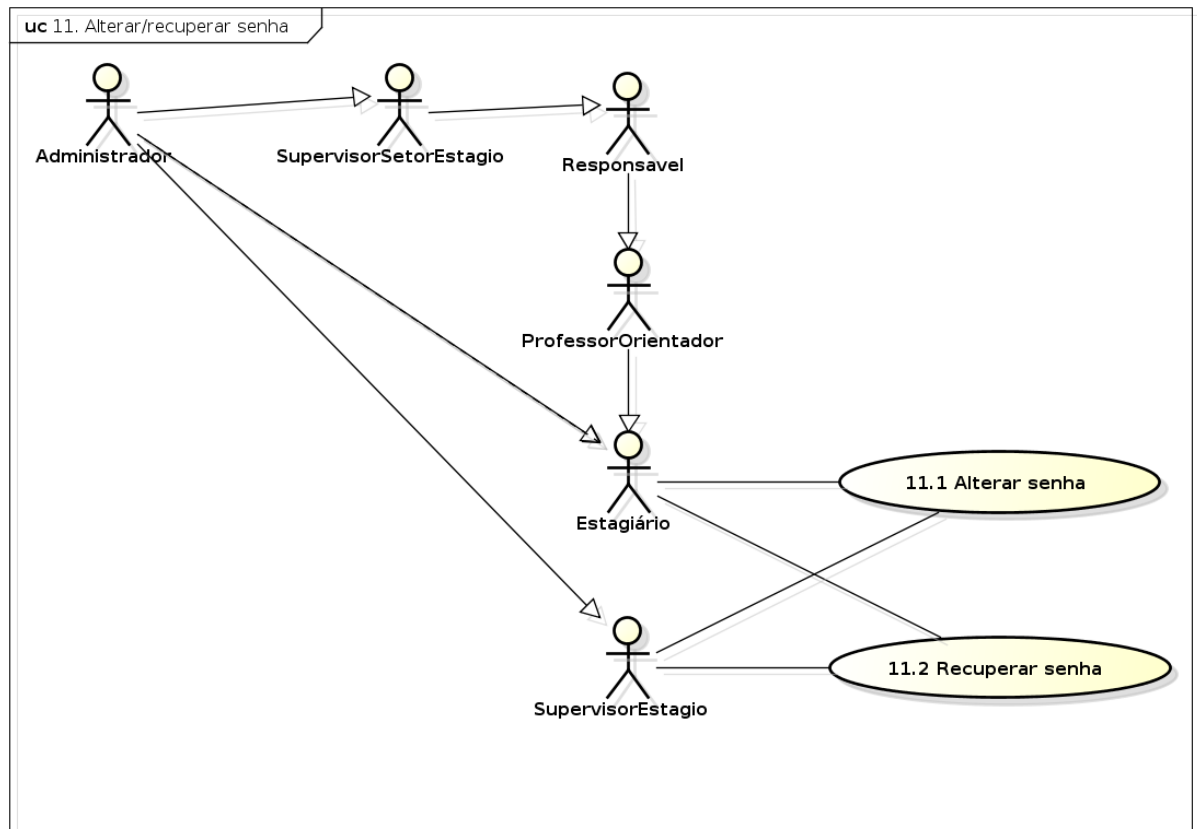 uc 11. Alterar/recuperar senha
Administrador
SupervisorSetorEstagio
Responsavel
ProfessorOrientador
Estagiário
11.1 Alterar senha
11.2 Recuperar senha
SupervisorEstagio